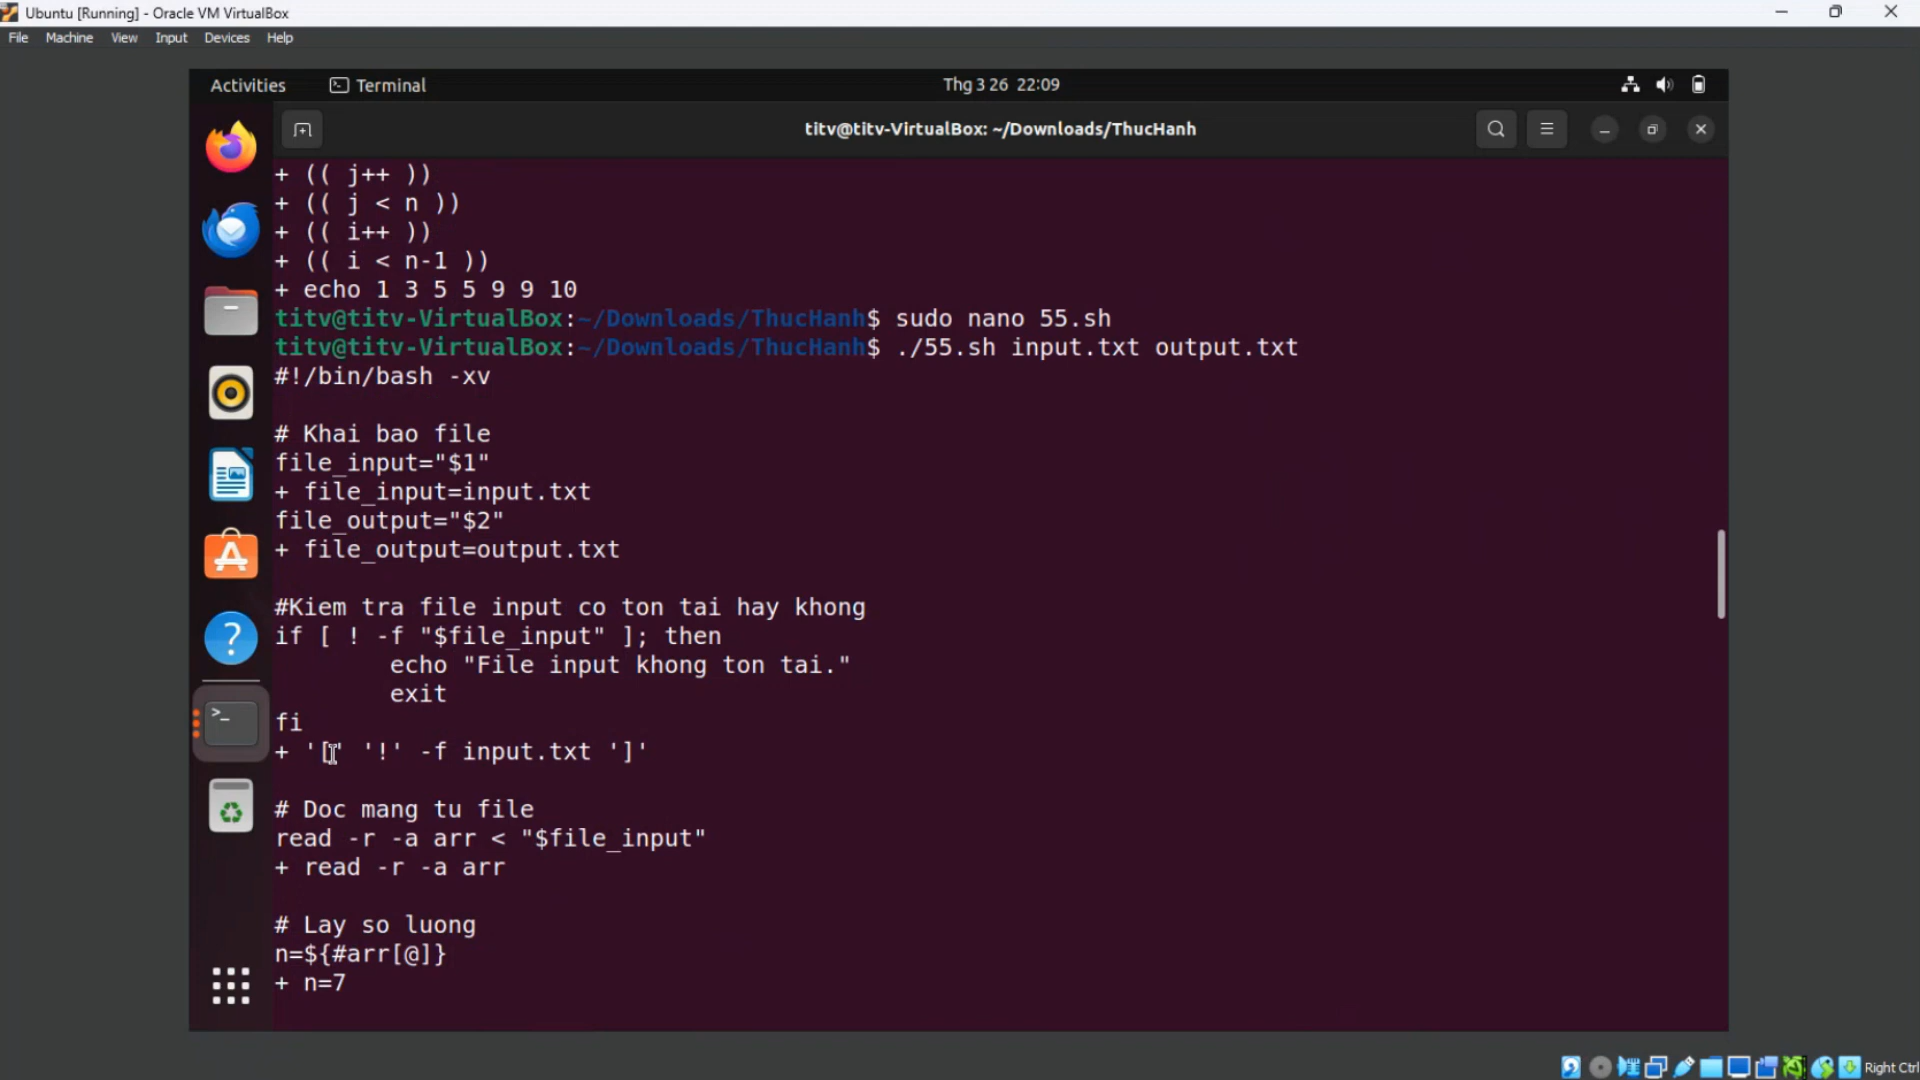 Ubuntu [Running] - Oracle VM VirtualBox
File Machine View Input Devices Help
Activities Terminal Thg 3 26 22:09
titv@titv-VirtualBox: ~/Downloads/ThucHanh
+ (( j++ ))
+ (( j < n ))
+ (( i++ ))
+ (( i < n-1 ))
+ echo 1 3 5 5 9 9 10
titv@titv-VirtualBox:~/Downloads/ThucHanh$ sudo nano 55.sh
titv@titv-VirtualBox:~/Downloads/ThucHanh$ ./55.sh input.txt output.txt
#!/bin/bash -xv
# Khai bao file
file_input="$1"
+ file_input=input.txt
file_output="$2"
+ file_output=output.txt
#Kiem tra file input co ton tai hay khong
if [ ! -f "$file_input" ]; then
echo "File input khong ton tai."
exit
fi
+ '[' '!' -f input.txt ']'
# Doc mang tu file
read -r -a arr < "$file_input"
+ read -r -a arr
# Lay so luong
n=${#arr[@]}
+ n=7
Right Ctrl